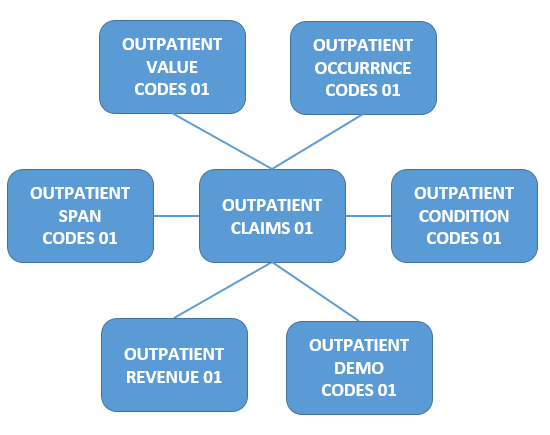 OUTPATIENT
VALUE
CODES 01
OUTPATIENT
OCCURRNCE
CODES 01
OUTPATIENT
SPAN
CODES 01
OUTPATIENT
CLAIMS 01
OUTPATIENT
CONDITION
CODES 01
OUTPATIENT
REVENUE 01
OUTPATIENT
DEMO
CODES 01